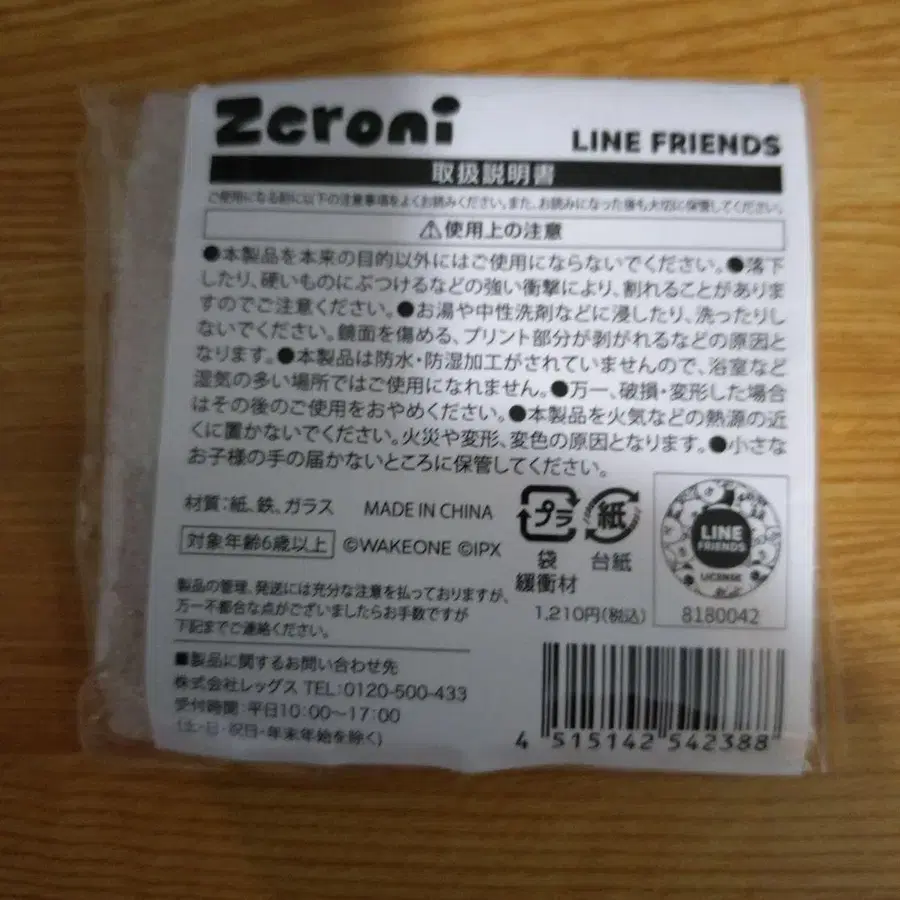 Zeroni
LINE FRIENDS
取扱説明書
ご使用になる前に以下の注意事項をよくお読みください。また、お読みになった後も大切に保管してください。
⚠使用上の注意
●本製品を本来の目的以外にはご使用にならないでください。●落下
したり、硬いものにぶつけるなどの強い衝撃により、割れることがありま
すのでご注意ください。●お湯や中性洗剤などに浸したり、洗ったりし
ないでください。鏡面を傷める、プリント部分が剥がれるなどの原因と
なります。●本製品は防水・防湿加工がされていませんので、浴室など
湿気の多い場所ではご使用になれません。●万一、破損・変形した場合
はその後のご使用をおやめください。●本製品を火気などの熱源の近
くに置かないでください。火災や変形、変色の原因となります。●小さな
お子様の手の届かないところに保管してください。
材質:紙、鉄、ガラス MADE IN CHINA
対象年齢6歳以上 ©WAKEONE ©IPX
製品の管理、発送には充分な注意を払っておりますが、
万一不都合な点がございましたらお手数ですが
下記までご連絡ください。
■製品に関するお問い合わせ先
株式会社レッグス TEL:0120-500-433
受付時間:平日10:00~17:00
(土・日・祝日・年末年始を除く)
プラ
紙
袋
緩衝材
台紙
1,210円(税込)
LINE
FRIENDS
LICENSE
8180042
4 515142 542388